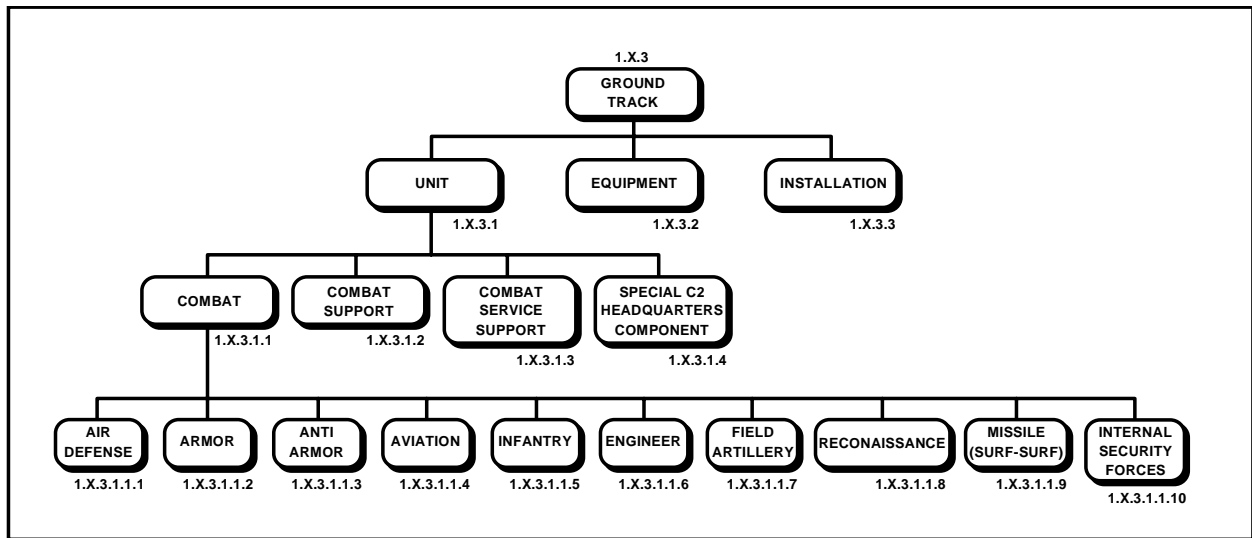 1.X.3
GROUND
TRACK
UNIT
EQUIPMENT
INSTALLATION
1.X.3.1
1.X.3.2
1.X.3.3
COMBAT
COMBAT
SUPPORT
COMBAT
SERVICE
SUPPORT
SPECIAL C2
HEADQUARTERS
COMPONENT
1.X.3.1.1
1.X.3.1.2
1.X.3.1.3
1.X.3.1.4
AIR
DEFENSE
ARMOR
ANTI
ARMOR
AVIATION
INFANTRY
ENGINEER
FIELD
ARTILLERY
RECONAISSANCE
MISSILE
(SURF-SURF)
INTERNAL
SECURITY
FORCES
1.X.3.1.1.1
1.X.3.1.1.2
1.X.3.1.1.3
1.X.3.1.1.4
1.X.3.1.1.5
1.X.3.1.1.6
1.X.3.1.1.7
1.X.3.1.1.8
1.X.3.1.1.9
1.X.3.1.1.10